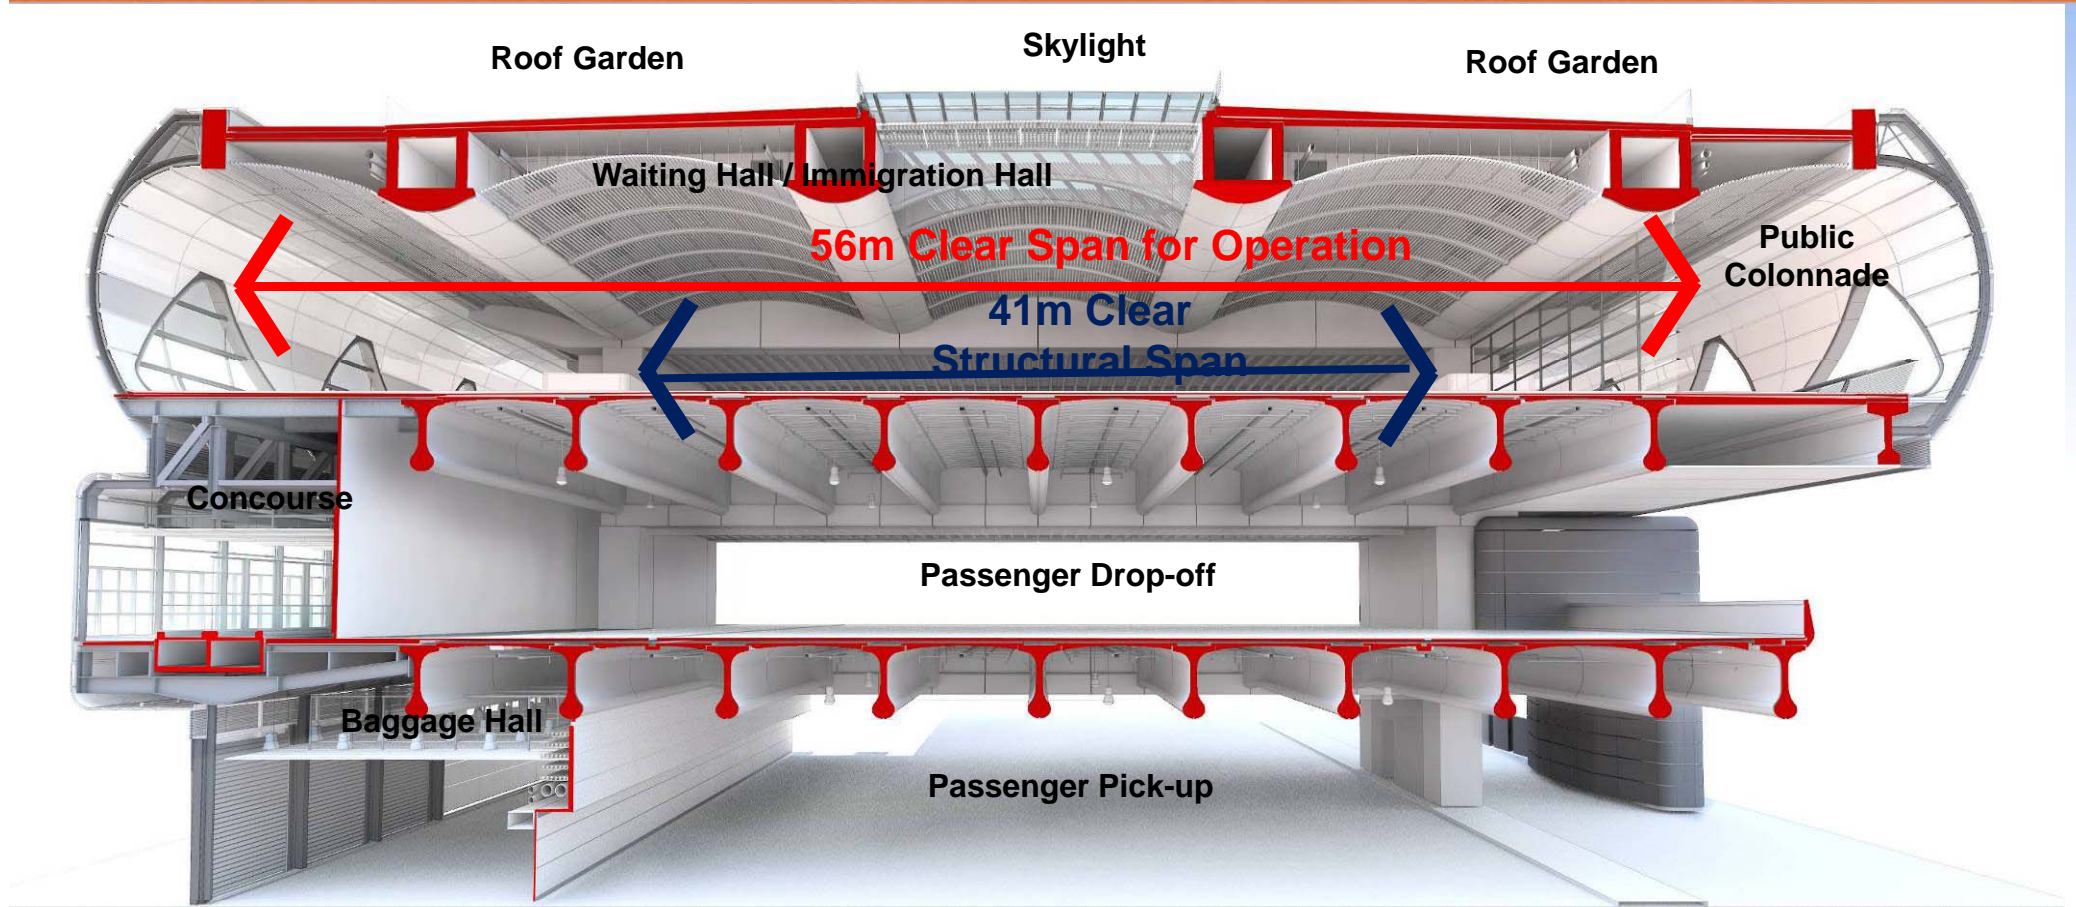 Roof Garden
Skylight
Roof Garden
Waiting Hall / Immigration Hall
56m Clear Span for Operation
Public
Colonnade
41m Clear
Structural Span
Concourse
Passenger Drop-off
Baggage Hall
Passenger Pick-up